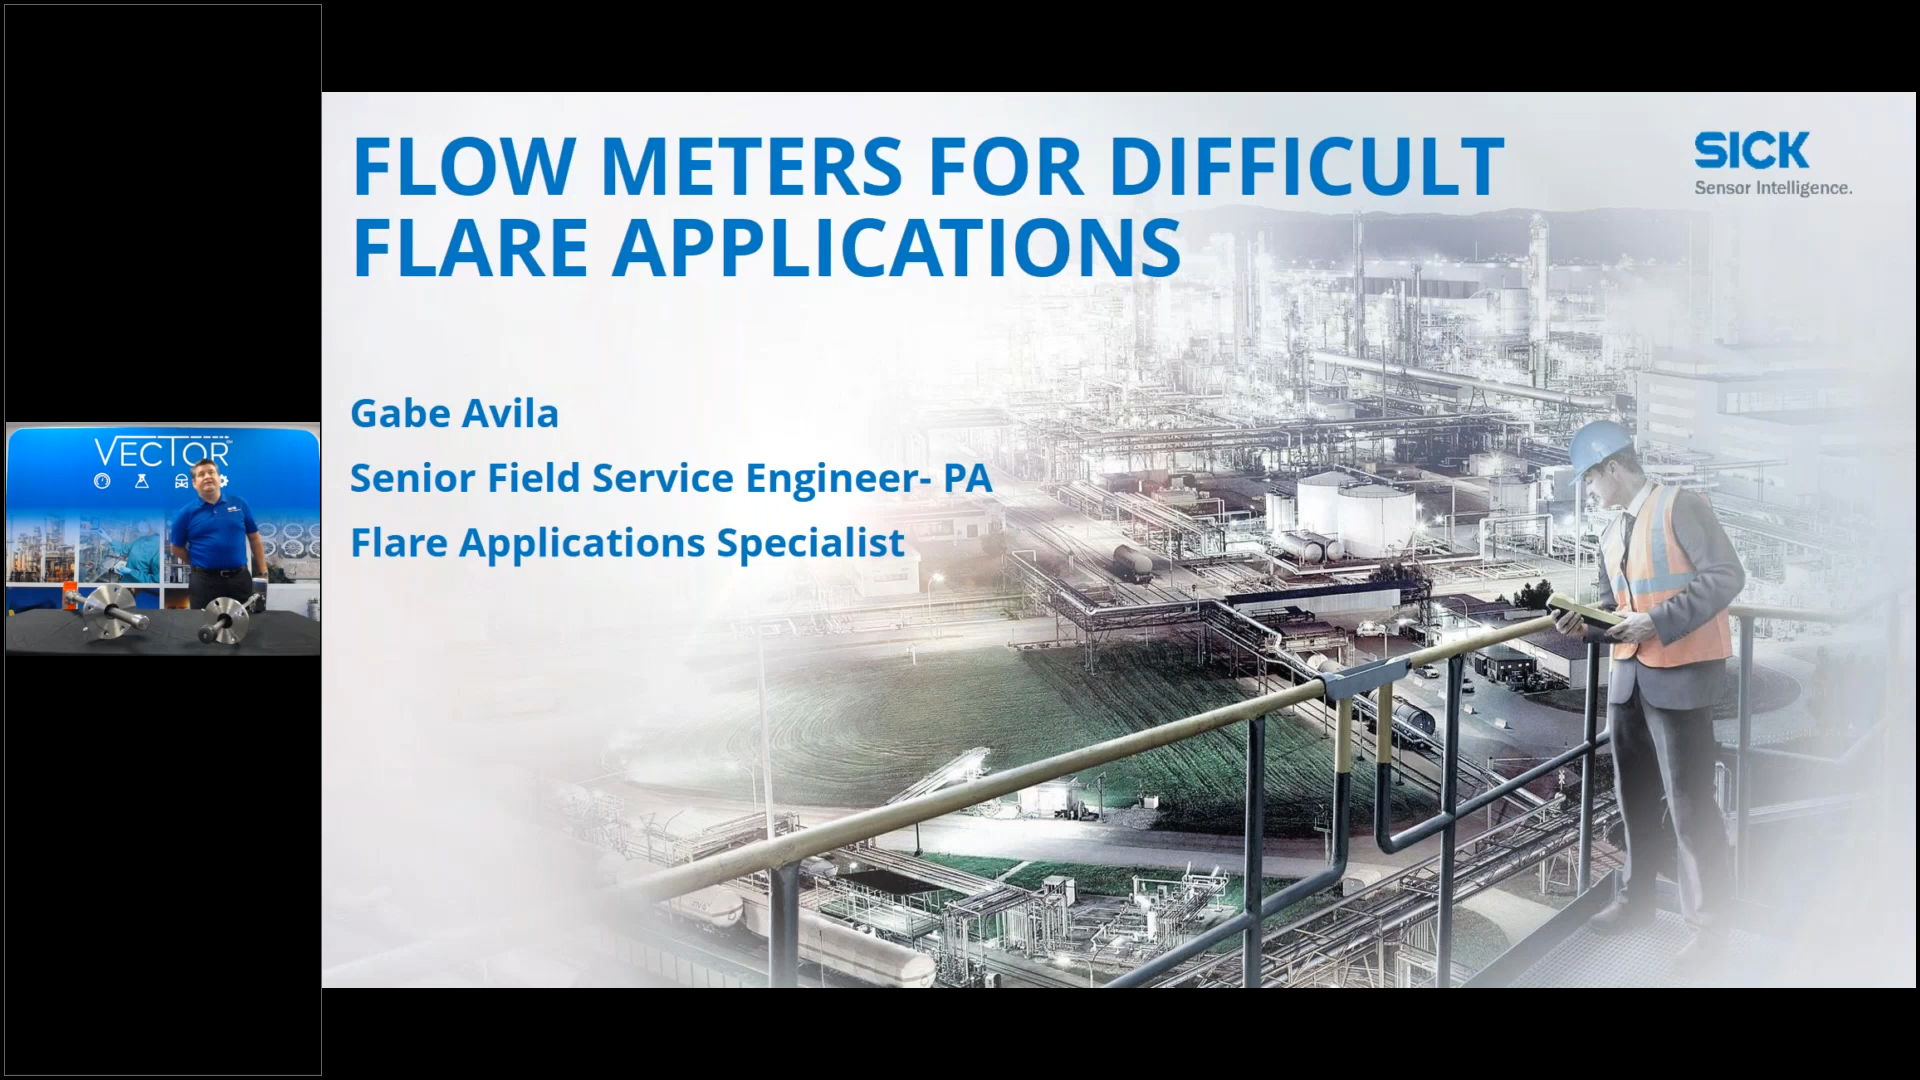 FLOW METERS FOR DIFFICULT
FLARE APPLICATIONS
SICK
Sensor Intelligence.
Gabe Avila
Senior Field Service Engineer- PA
Flare Applications Specialist
VECTOR